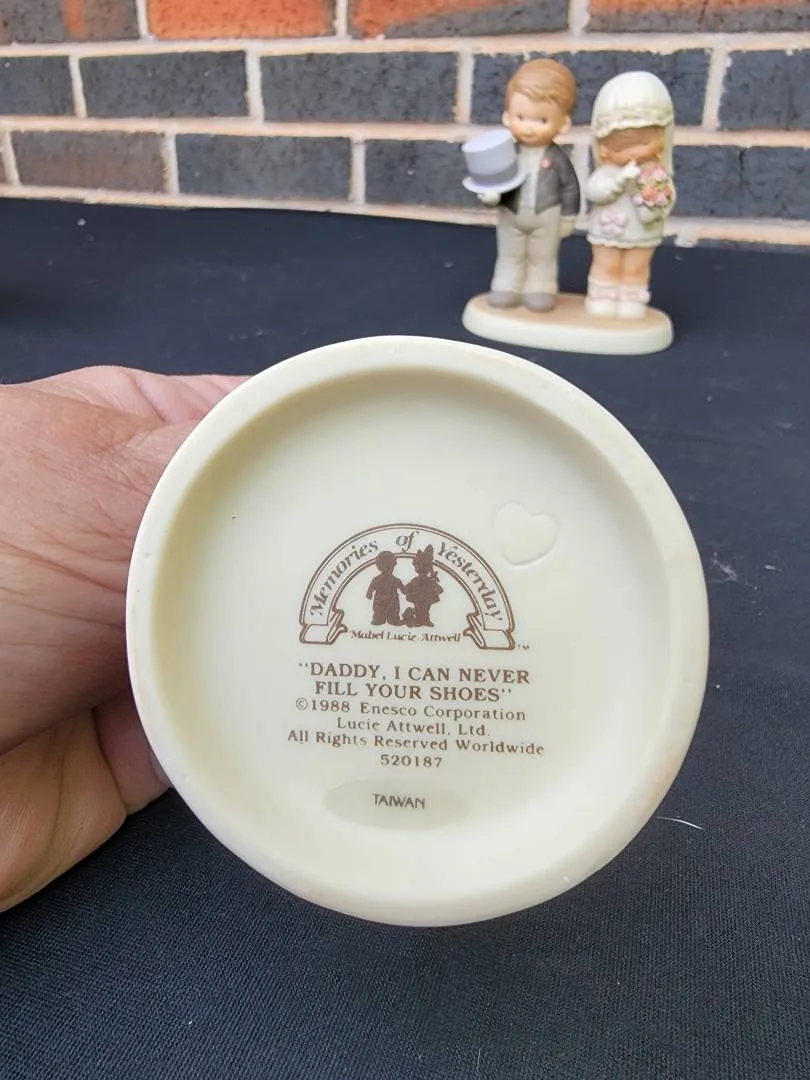 Memories of Yesterday
Mabel Lucie Attwell ™
"DADDY, I CAN NEVER
FILL YOUR SHOES"
©1988 Enesco Corporation
Lucie Attwell, Ltd.
All Rights Reserved Worldwide
520187
TAIWAN